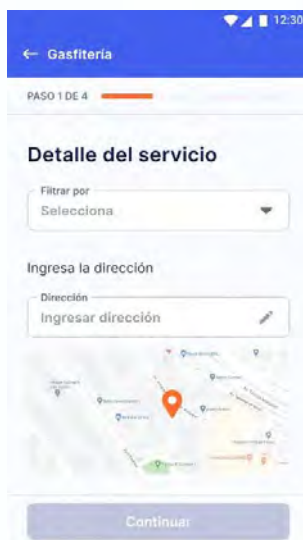 12:30
← Gasfitería
PASO 1 DE 4
Detalle del servicio
Filtrar por
Selecciona
Ingresa la dirección
Dirección
Ingresar dirección
Continuar